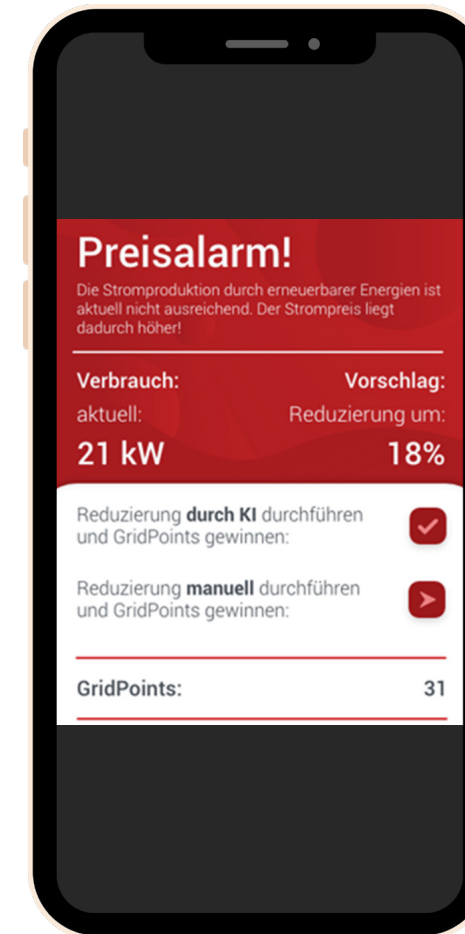 Preisalarm!
Die Stromproduktion durch erneuerbarer Energien ist
aktuell nicht ausreichend. Der Strompreis liegt
dadurch höher!
Verbrauch: Vorschlag:
aktuell: Reduzierung um:
21 kW 18%
Reduzierung durch KI durchführen
und GridPoints gewinnen:
Reduzierung manuell durchführen
und GridPoints gewinnen:
GridPoints: 31